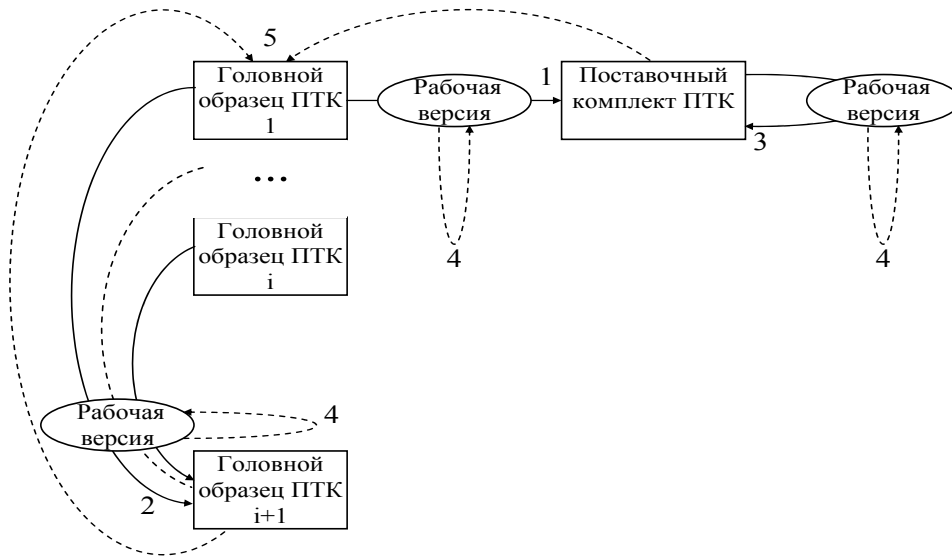 5
Головной
образец ПТК
1
Рабочая
версия
1
Поставочный
комплект ПТК
Рабочая
версия
3
...
4
4
Головной
образец ПТК
i
Рабочая
версия
4
Головной
образец ПТК
i+1
2